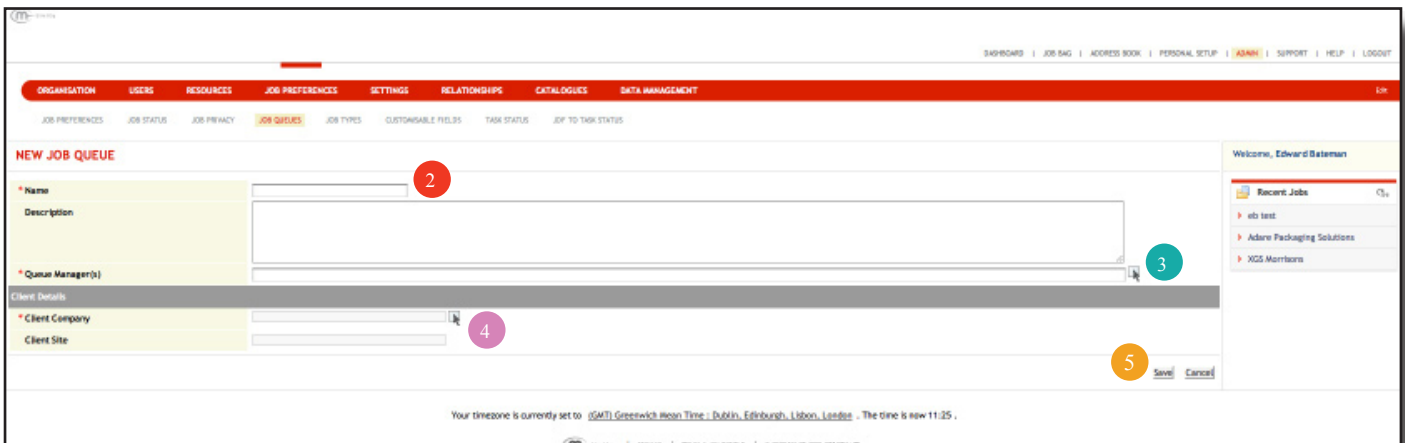 DASHBOARD | JOB BAG | ADDRESS BOOK | PERSONAL SETUP | ADMIN | SUPPORT | HELP | LOGOUT
ORGANISATION USERS RESOURCES JOB PREFERENCES SETTINGS RELATIONSHIPS CATALOGUES DATA MANAGEMENT Edit
JOB PREFERENCES JOB STATUS JOB PRIVACY JOB QUEUES JOB TYPES CUSTOMISABLE FIELDS TASK STATUS JDF TO TASK STATUS
NEW JOB QUEUE
Welcome, Edward Bateman
* Name
2
Recent Jobs
Description
eb test
Adare Packaging Solutions
XGS Morrisons
* Queue Manager(s)
3
Client Details
* Client Company
4
Client Site
5
Save Cancel
Your timezone is currently set to (GMT) Greenwich Mean Time : Dublin, Edinburgh, Lisbon, London . The time is now 11:25 .